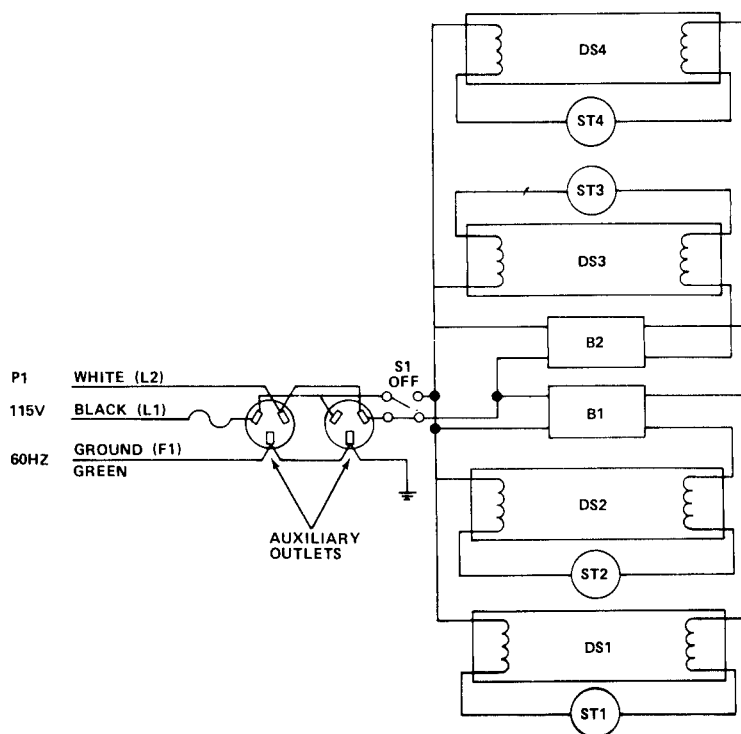 DS4
ST4
ST3
DS3
B2
S1
OFF
P1 WHITE (L2)
115V BLACK (L1)
B1
60HZ GROUND (F1)
GREEN
DS2
AUXILIARY
OUTLETS
ST2
DS1
ST1